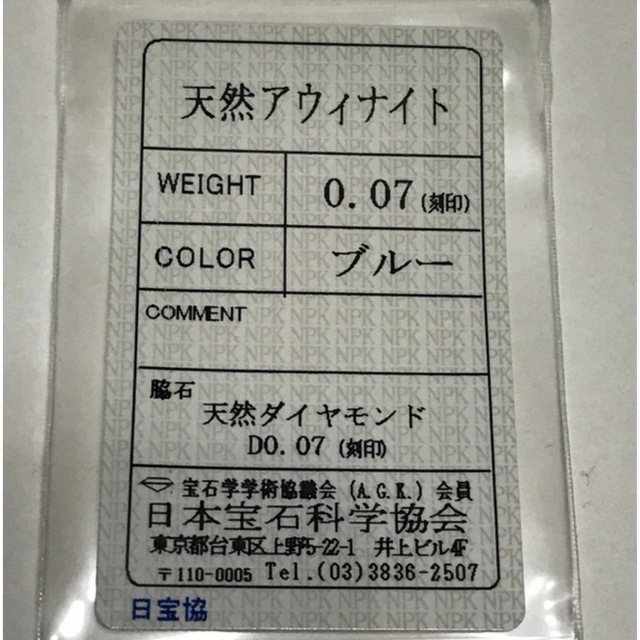 天然アウィナイト
WEIGHT 0.07(刻印)
COLOR ブルー
COMMENT
脇石
天然ダイヤモンド
D0.07(刻印)
宝石学学術協議会(A.G.K.)会員
日本宝石科学協会
東京都台東区上野5-22-1 井上ビル4F
〒110-0005 Tel.(03)3836-2507
日宝協